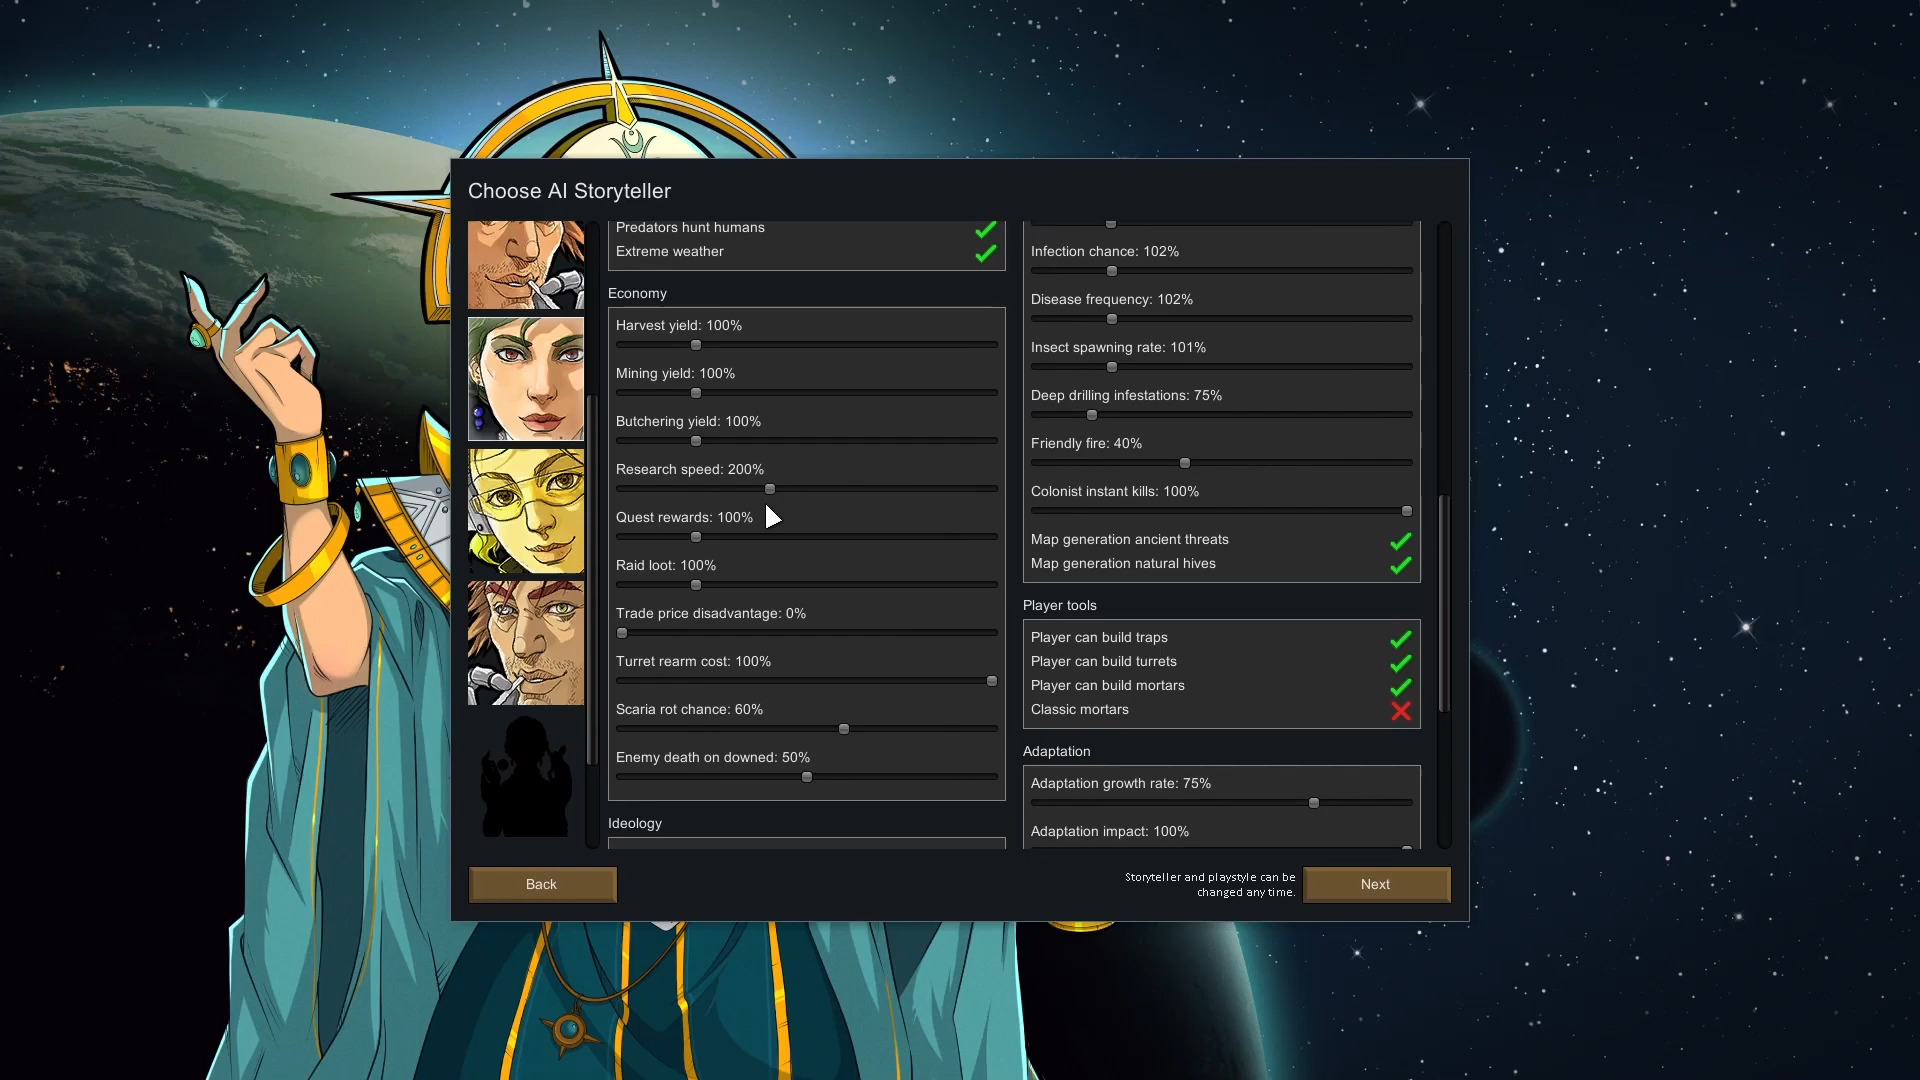 Choose AI Storyteller
Predators hunt humans
Extreme weather
Economy
Harvest yield: 100%
Mining yield: 100%
Butchering yield: 100%
Research speed: 200%
Quest rewards: 100%
Raid loot: 100%
Trade price disadvantage: 0%
Turret rearm cost: 100%
Scaria rot chance: 60%
Enemy death on downed: 50%
Ideology
Infection chance: 102%
Disease frequency: 102%
Insect spawning rate: 101%
Deep drilling infestations: 75%
Friendly fire: 40%
Colonist instant kills: 100%
Map generation ancient threats
Map generation natural hives
Player tools
Player can build traps
Player can build turrets
Player can build mortars
Classic mortars
Adaptation
Adaptation growth rate: 75%
Adaptation impact: 100%
Back
Storyteller and playstyle can be
changed any time.
Next